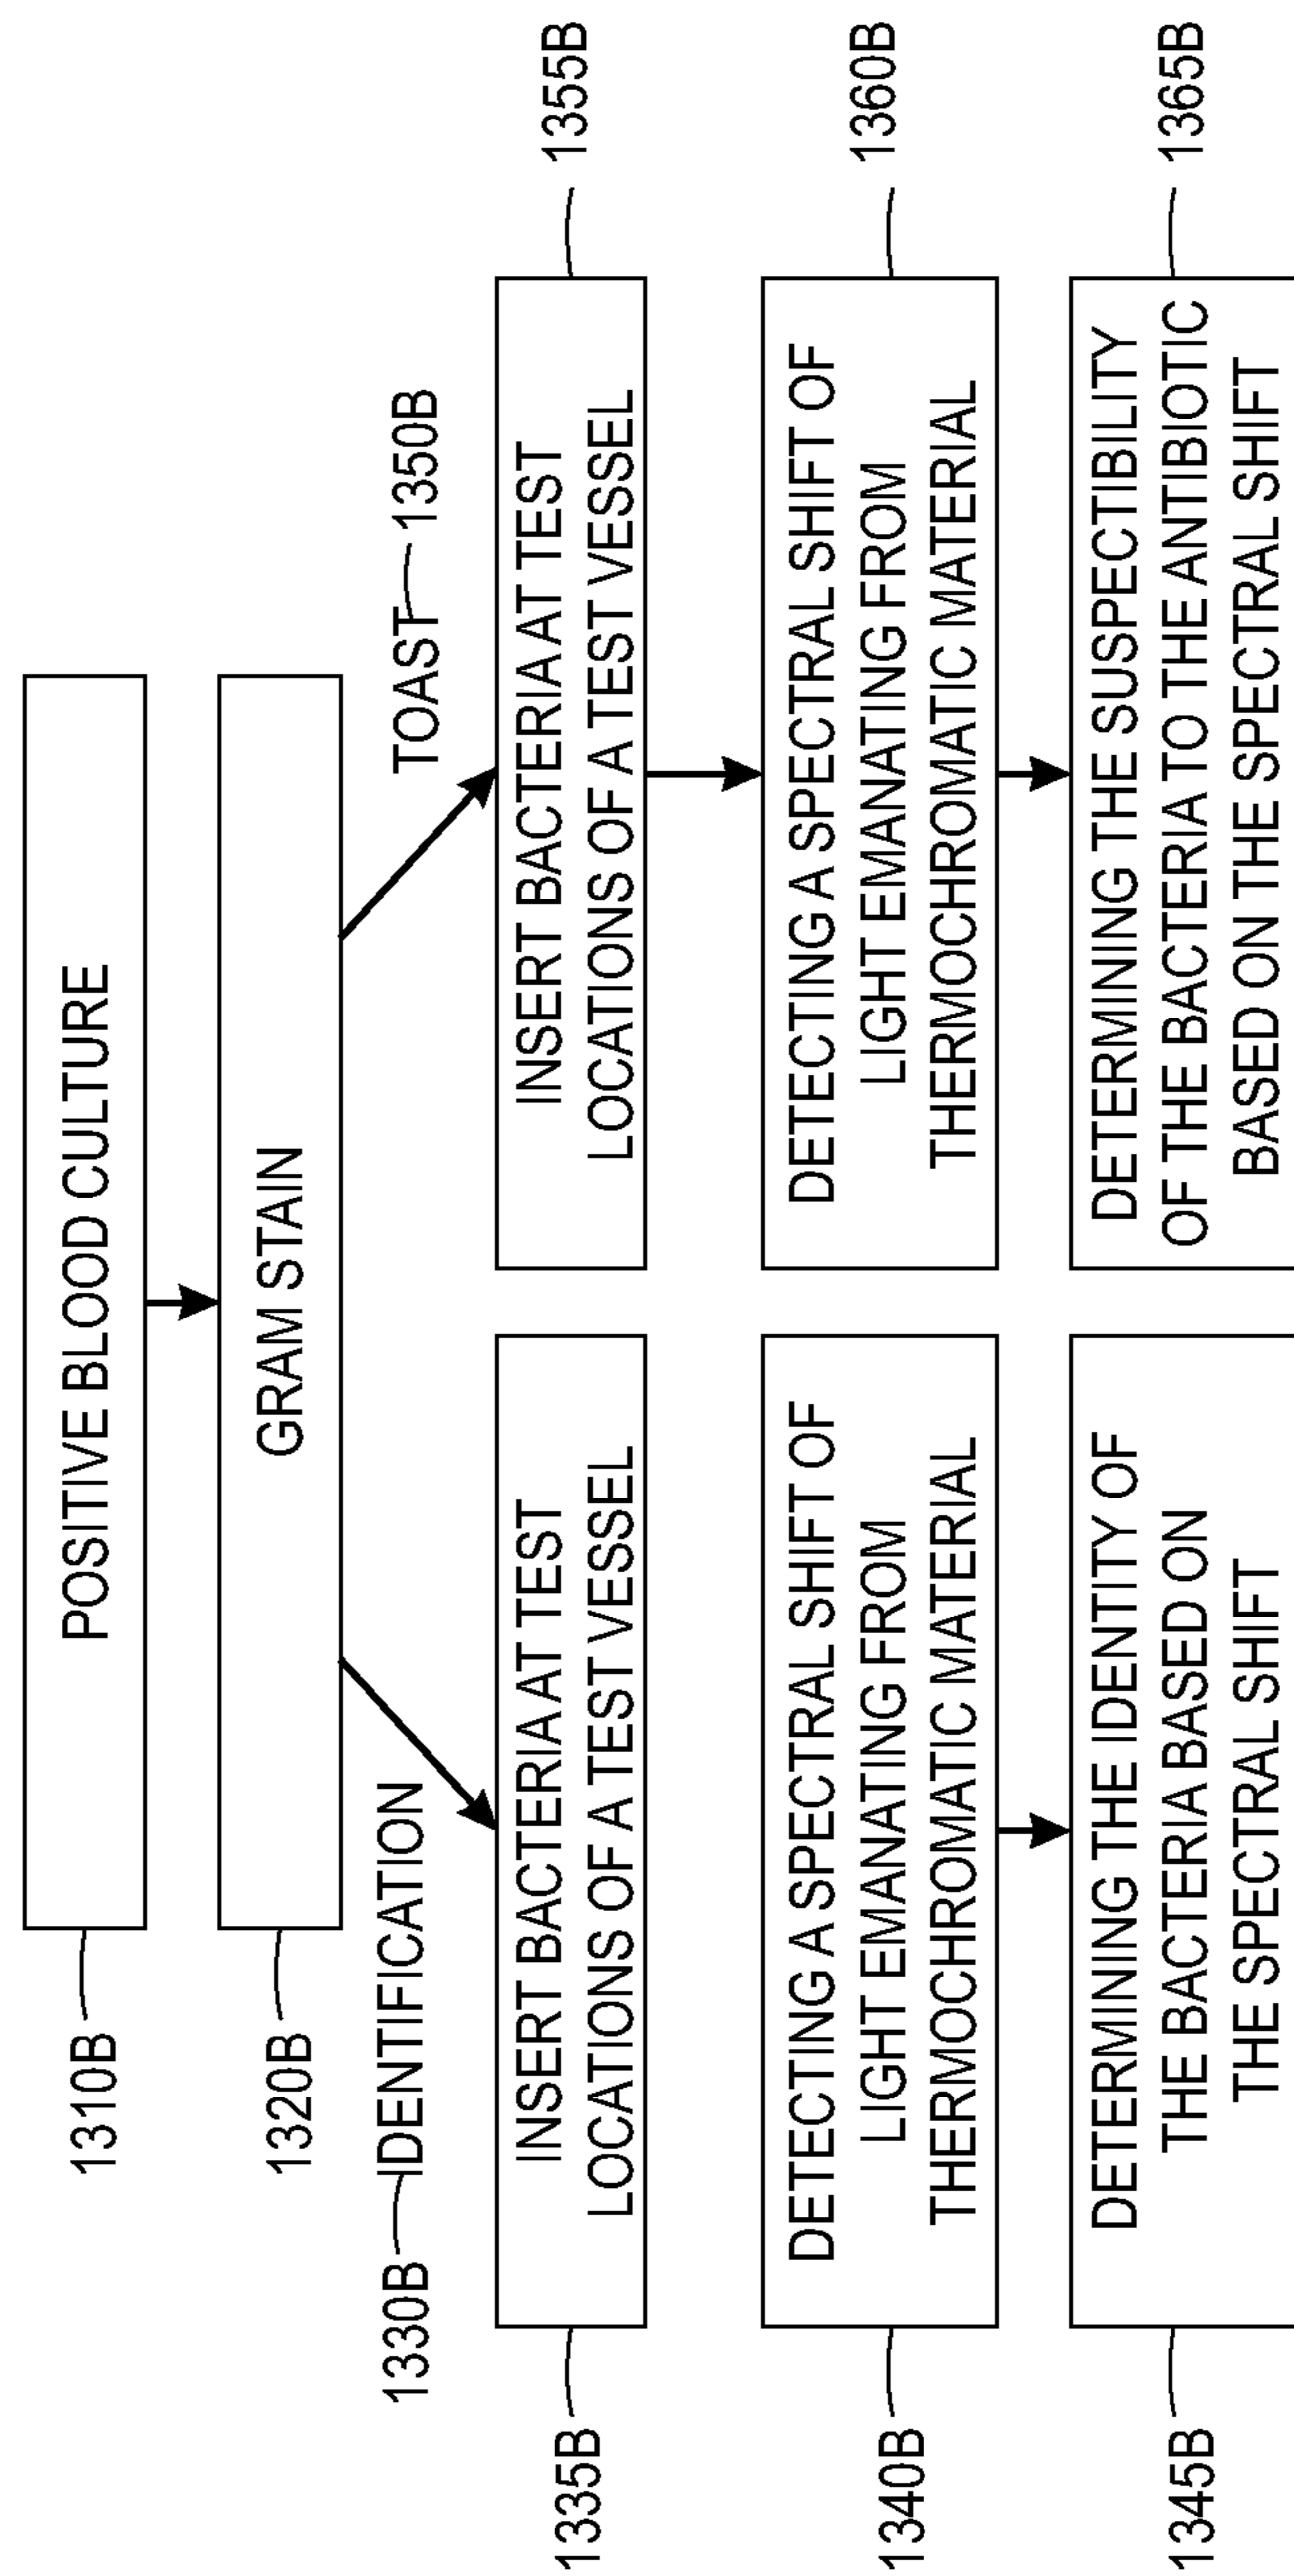 POSITIVE BLOOD CULTURE
1310B
GRAM STAIN
1320B
1330B
IDENTIFICATION
TOAST
1350B
INSERT BACTERIA AT TEST
LOCATIONS OF A TEST VESSEL
1335B
INSERT BACTERIA AT TEST
LOCATIONS OF A TEST VESSEL
1355B
DETECTING A SPECTRAL SHIFT OF
LIGHT EMANATING FROM
THERMOCHROMATIC MATERIAL
1340B
DETECTING A SPECTRAL SHIFT OF
LIGHT EMANATING FROM
THERMOCHROMATIC MATERIAL
1360B
DETERMINING THE IDENTITY OF
THE BACTERIA BASED ON
THE SPECTRAL SHIFT
1345B
DETERMINING THE SUSPECTIBILITY
OF THE BACTERIA TO THE ANTIBIOTIC
BASED ON THE SPECTRAL SHIFT
1365B